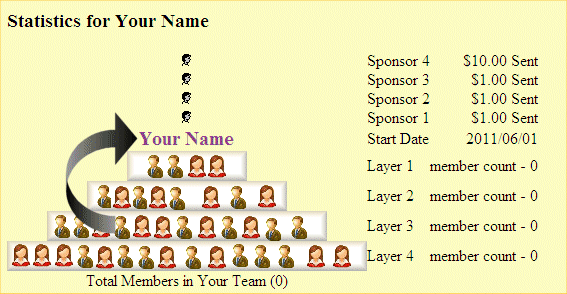 Statistics for Your Name
Sponsor 4 $10.00 Sent
Sponsor 3 $1.00 Sent
Sponsor 2 $1.00 Sent
Sponsor 1 $1.00 Sent
Your Name
Start Date 2011/06/01
Layer 1 member count - 0
Layer 2 member count - 0
Layer 3 member count - 0
Layer 4 member count - 0
Total Members in Your Team (0)